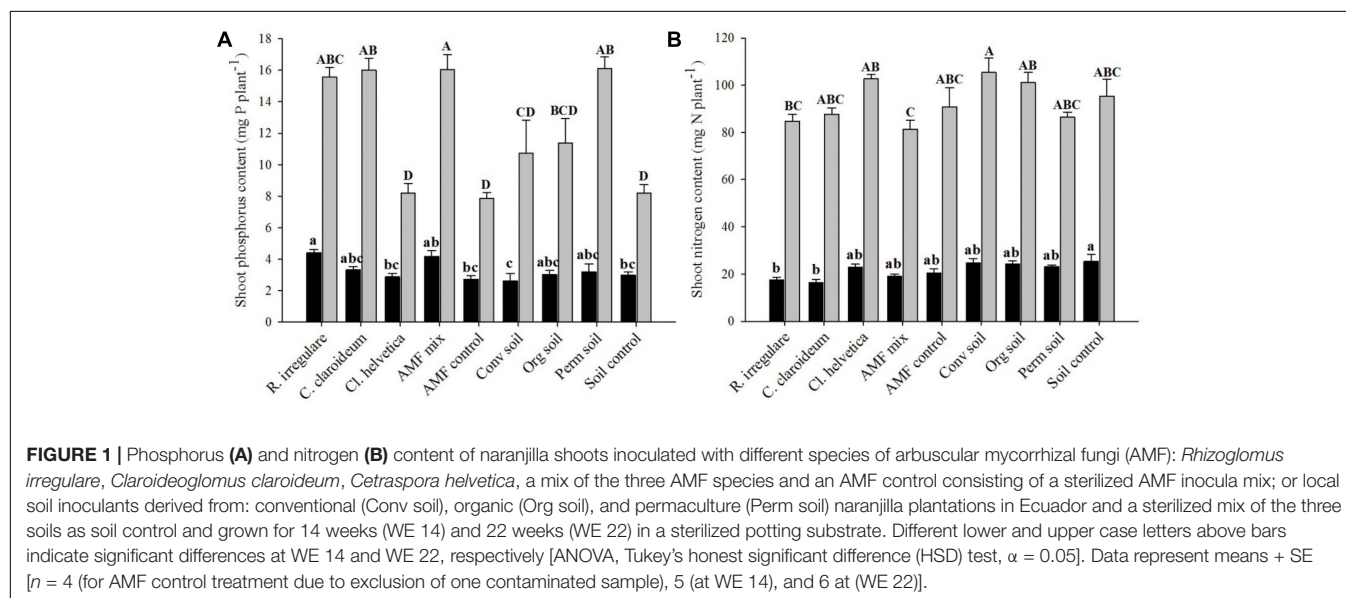 A
B
Shoot phosphorus content (mg P plant⁻¹)
18
16
14
12
10
8
6
4
2
0
ABC
AB
D
A
D
CD
BCD
AB
D
a
abc
bc
ab
bc
c
abc
abc
bc
R. irregulare
C. claroideum
Cl. helvetica
AMF mix
AMF control
Conv soil
Org soil
Perm soil
Soil control
Shoot nitrogen content (mg N plant⁻¹)
120
100
80
60
40
20
0
BC
ABC
AB
C
ABC
A
AB
ABC
ABC
b
b
ab
ab
ab
ab
ab
ab
a
R. irregulare
C. claroideum
Cl. helvetica
AMF mix
AMF control
Conv soil
Org soil
Perm soil
Soil control
FIGURE 1 | Phosphorus (A) and nitrogen (B) content of naranjilla shoots inoculated with different species of arbuscular mycorrhizal fungi (AMF): Rhizoglomus
irregulare, Claroideoglomus claroideum, Cetraspora helvetica, a mix of the three AMF species and an AMF control consisting of a sterilized AMF inocula mix; or local
soil inoculants derived from: conventional (Conv soil), organic (Org soil), and permaculture (Perm soil) naranjilla plantations in Ecuador and a sterilized mix of the three
soils as soil control and grown for 14 weeks (WE 14) and 22 weeks (WE 22) in a sterilized potting substrate. Different lower and upper case letters above bars
indicate significant differences at WE 14 and WE 22, respectively [ANOVA, Tukey's honest significant difference (HSD) test, α = 0.05]. Data represent means + SE
[n = 4 (for AMF control treatment due to exclusion of one contaminated sample), 5 (at WE 14), and 6 at (WE 22)].